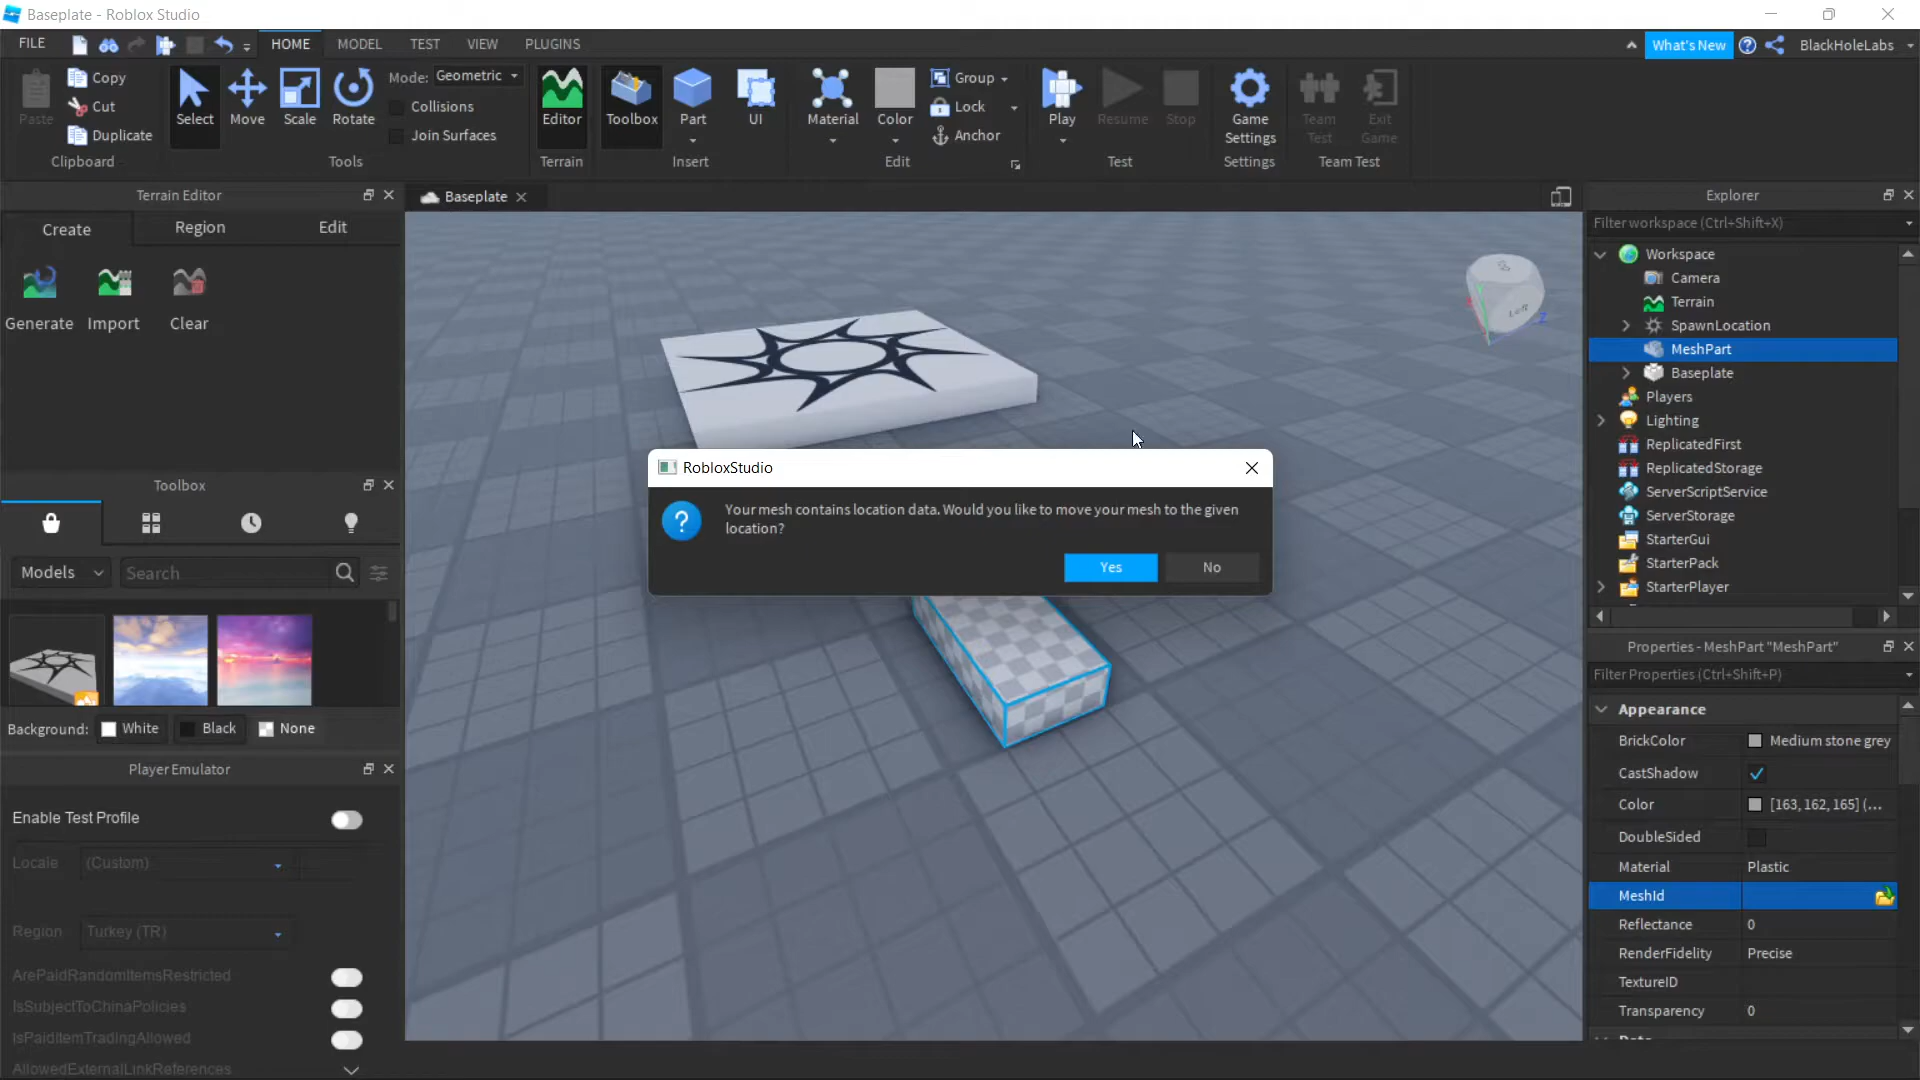 Baseplate - Roblox Studio
FILE
HOME
MODEL
TEST
VIEW
PLUGINS
What's New
BlackHoleLabs
Paste
Copy
Cut
Duplicate
Clipboard
Select
Move
Scale
Rotate
Mode: Geometric
Collisions
Join Surfaces
Tools
Editor
Terrain
Toolbox
Part
UI
Insert
Material
Color
Group
Lock
Anchor
Edit
Play
Resume
Stop
Test
Game
Settings
Settings
Team
Test
Exit
Game
Team Test
Terrain Editor
Create
Region
Edit
Generate
Import
Clear
Toolbox
Models
Search
Background:
White
Black
None
Player Emulator
Enable Test Profile
Locale
(Custom)
Region
Turkey (TR)
ArePaidRandomItemsRestricted
IsSubjectToChinaPolicies
IsPaidItemTradingAllowed
AllowedExternalLinkReferences
Baseplate
Left
Z
RobloxStudio
Your mesh contains location data. Would you like to move your mesh to the given
location?
Yes
No
Explorer
Filter workspace (Ctrl+Shift+X)
Workspace
Camera
Terrain
SpawnLocation
MeshPart
Baseplate
Players
Lighting
ReplicatedFirst
ReplicatedStorage
ServerScriptService
ServerStorage
StarterGui
StarterPack
StarterPlayer
Properties - MeshPart "MeshPart"
Filter Properties (Ctrl+Shift+P)
Appearance
BrickColor
Medium stone grey
CastShadow
Color
[163, 162, 165] (...
DoubleSided
Material
Plastic
MeshId
Reflectance
0
RenderFidelity
Precise
TextureID
Transparency
0